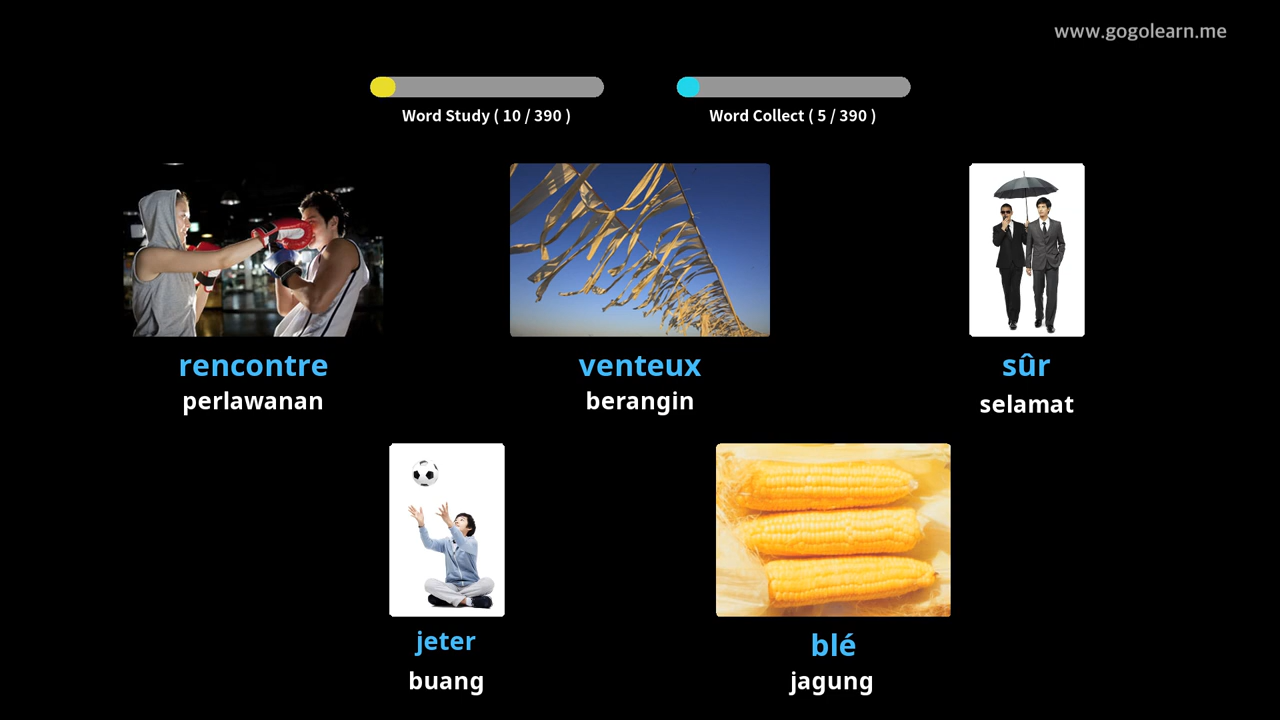 www.gogolearn.me
Word Study ( 10 / 390 )
Word Collect ( 5 / 390 )
rencontre
perlawanan
venteux
berangin
sûr
selamat
jeter
buang
blé
jagung